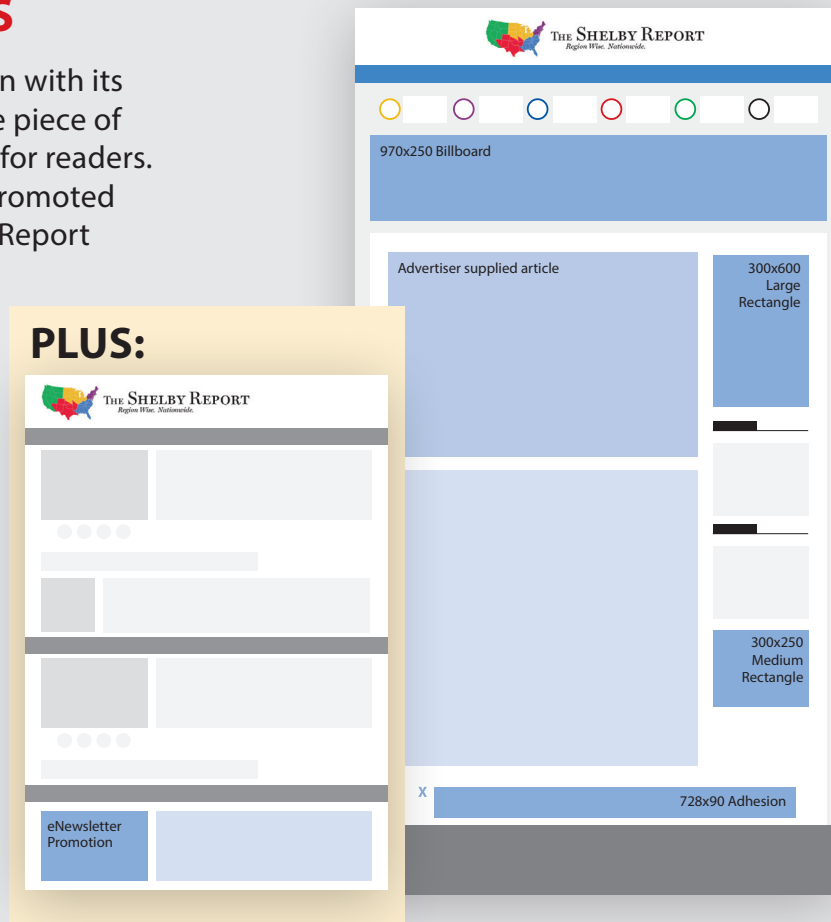 s
n with its
e piece of
for readers.
romoted
Report
THE SHELBY REPORT
Region Wise. Nationwide.
970x250 Billboard
Advertiser supplied article
300x600
Large
Rectangle
300x250
Medium
Rectangle
X
728x90 Adhesion
PLUS:
THE SHELBY REPORT
Region Wise. Nationwide.
eNewsletter
Promotion